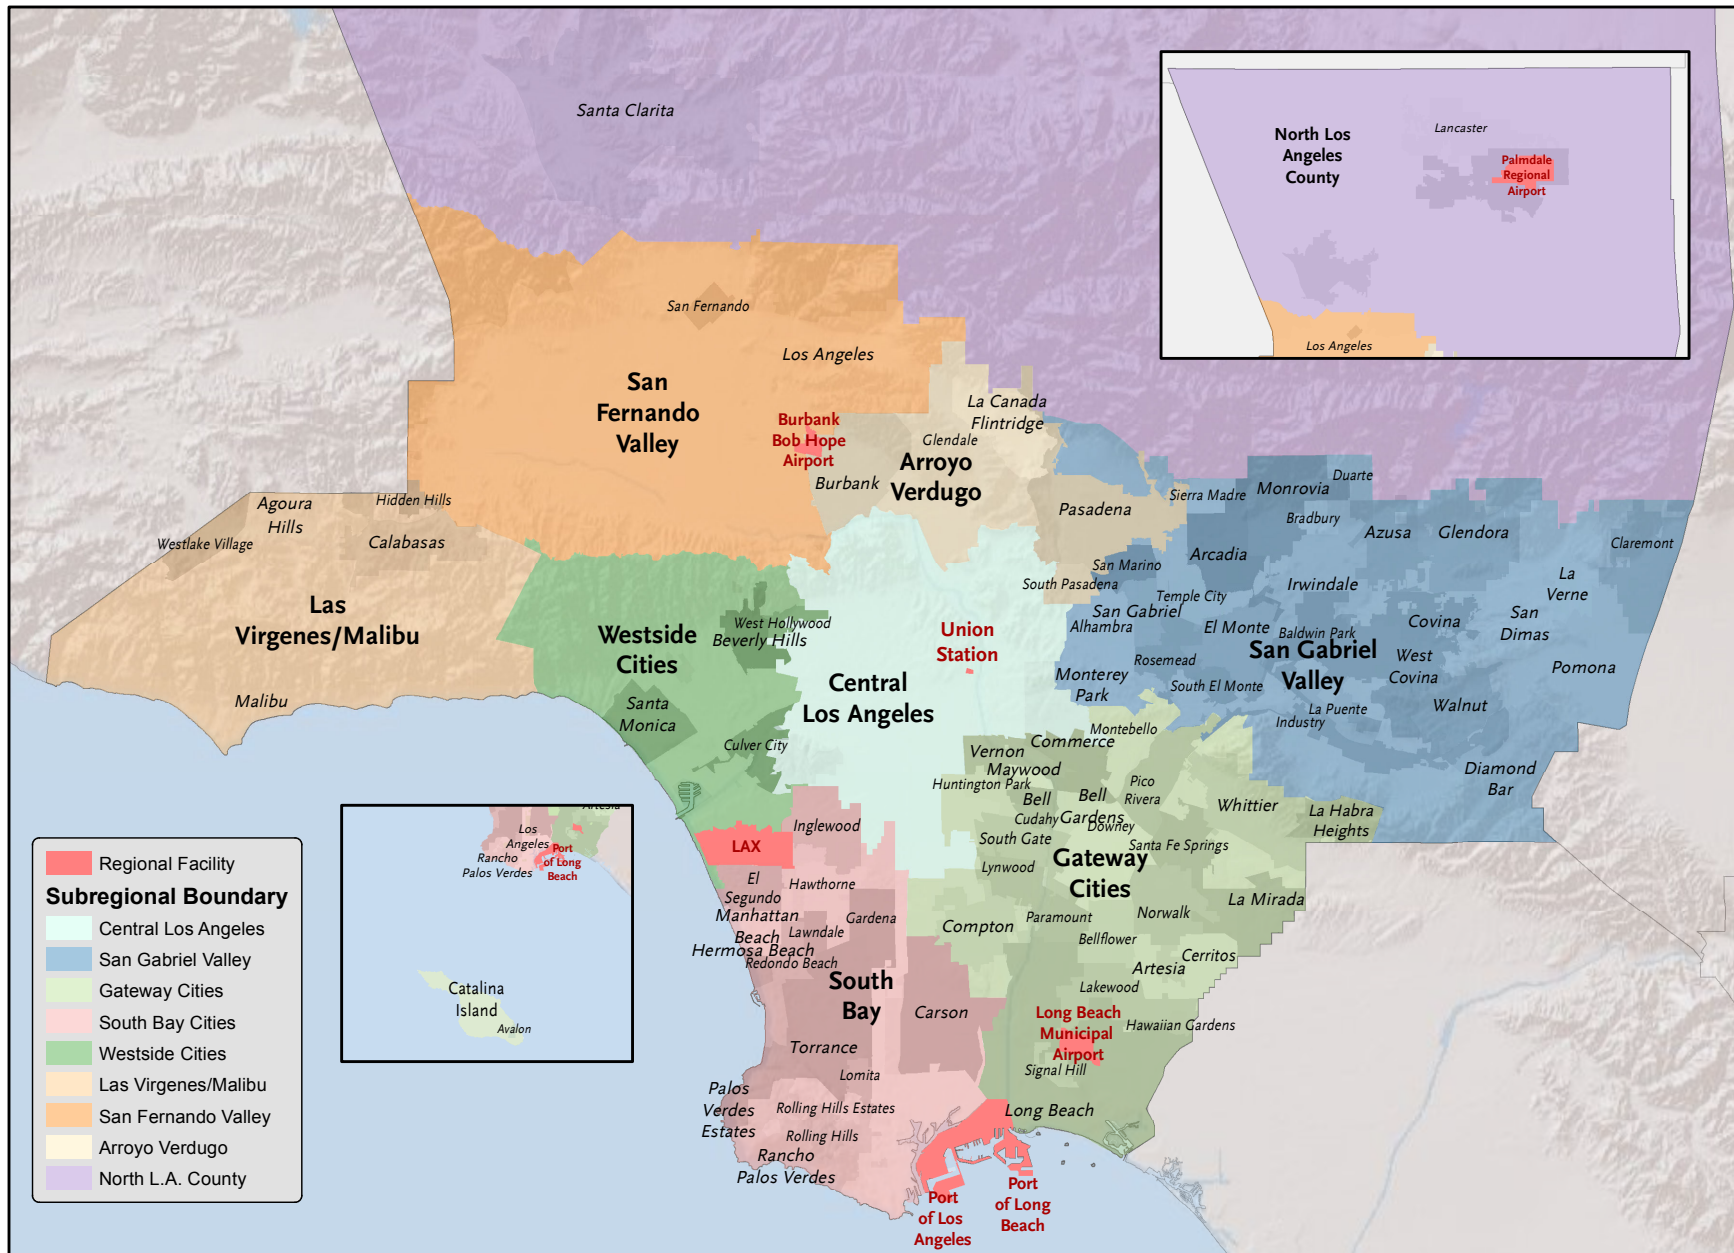 Santa Clarita
North Los
Angeles
County
Lancaster
Palmdale
Regional
Airport
Los Angeles
San Fernando
Los Angeles
San
Fernando
Valley
Burbank
Bob Hope
Airport
La Canada
Flintridge
Glendale
Arroyo
Verdugo
Burbank
Pasadena
South Pasadena
Agoura
Hills
Hidden Hills
Westlake Village
Calabasas
Las
Virgenes/Malibu
Malibu
Westside
Cities
West Hollywood
Beverly Hills
Santa
Monica
Culver City
Union
Station
Central
Los Angeles
Sierra Madre
Monrovia
Duarte
Bradbury
Azusa
Glendora
Claremont
Arcadia
San Marino
Irwindale
La
Verne
Temple City
San Gabriel
Alhambra
El Monte
Baldwin Park
Covina
San
Dimas
San Gabriel
Valley
Rosemead
West
Covina
Pomona
Monterey
Park
South El Monte
La Puente
Industry
Walnut
Diamond
Bar
Montebello
Commerce
Vernon
Maywood
Huntington Park
Bell
Bell
Gardens
Pico
Rivera
Cudahy
Downey
South Gate
Whittier
La Habra
Heights
Santa Fe Springs
Gateway
Cities
Lynwood
La Mirada
Compton
Paramount
Norwalk
Bellflower
Cerritos
Artesia
Lakewood
Long Beach
Municipal
Airport
Hawaiian Gardens
Signal Hill
Long Beach
Inglewood
LAX
El
Segundo
Hawthorne
Manhattan
Beach
Gardena
Lawndale
Hermosa Beach
Redondo Beach
South
Bay
Carson
Torrance
Lomita
Palos
Verdes
Estates
Rolling Hills Estates
Rolling Hills
Rancho
Palos Verdes
Port
of Los
Angeles
Port
of Long
Beach
Artesia
Los
Angeles
Rancho
Palos Verdes
Port
of Long
Beach
Catalina
Island
Avalon
Regional Facility
Subregional Boundary
Central Los Angeles
San Gabriel Valley
Gateway Cities
South Bay Cities
Westside Cities
Las Virgenes/Malibu
San Fernando Valley
Arroyo Verdugo
North L.A. County